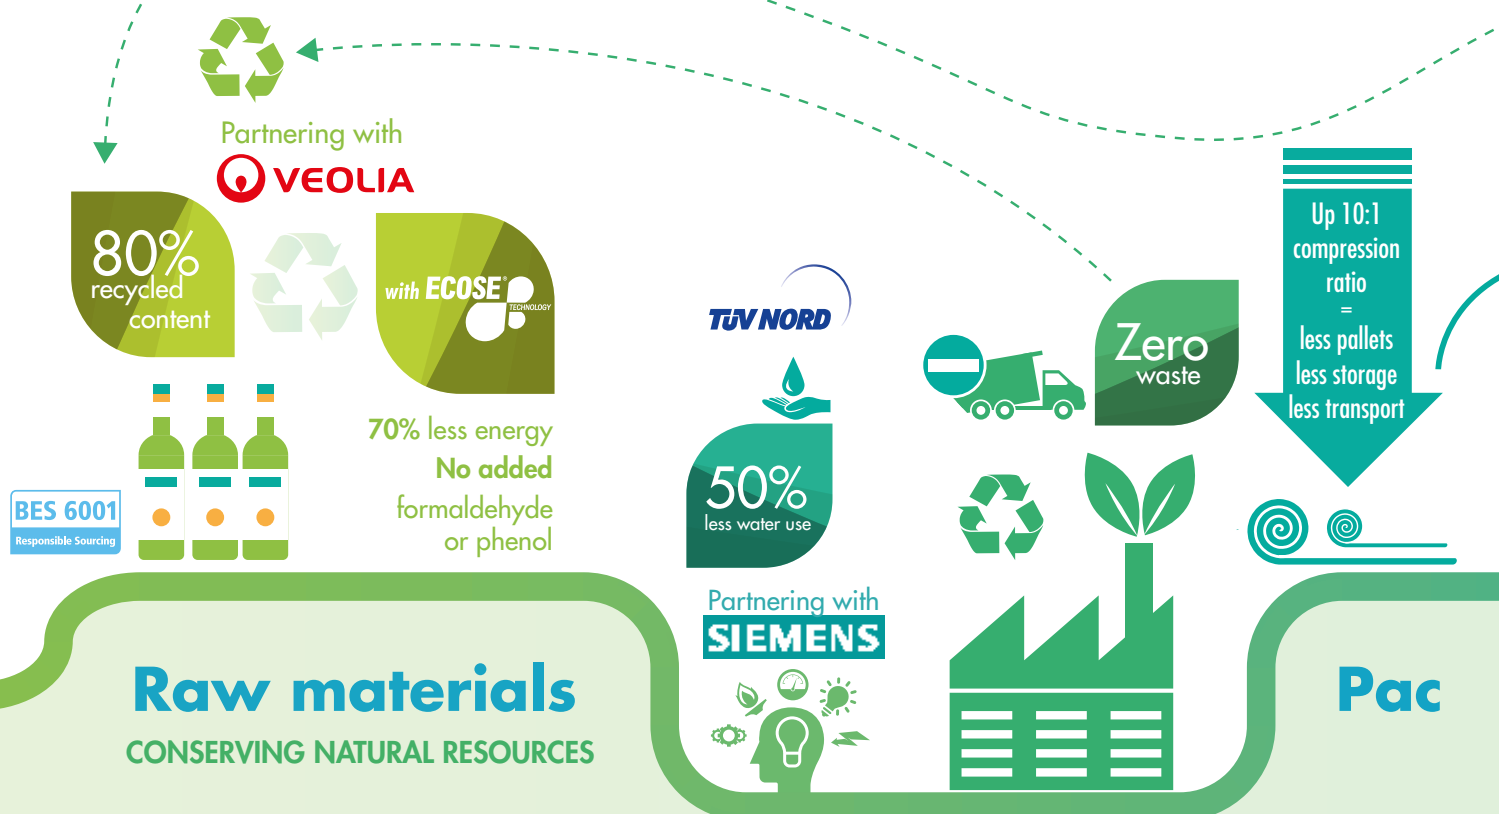 Partnering with
VEOLIA
80%
recycled
content
with ECOSE®
TECHNOLOGY
70% less energy
No added
formaldehyde
or phenol
BES 6001
Responsible Sourcing
Raw materials
CONSERVING NATURAL RESOURCES
TÜV NORD
50%
less water use
Partnering with
SIEMENS
Zero
waste
Up 10:1
compression
ratio
=
less pallets
less storage
less transport
Pac